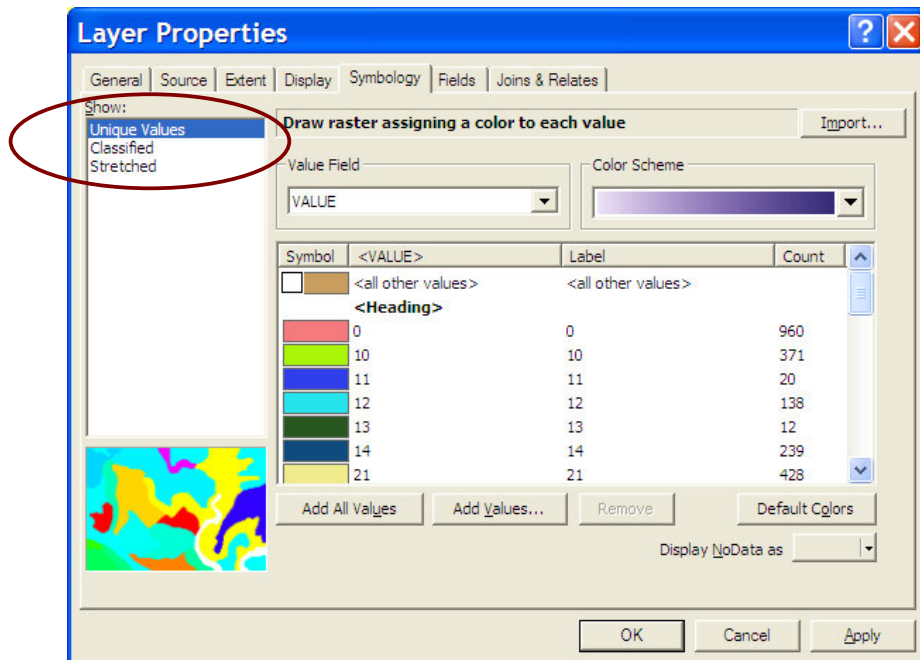 Layer Properties
General Source Extent Display Symbology Fields Joins & Relates
Show:
Unique Values
Classified
Stretched
Draw raster assigning a color to each value
Import...
Value Field
VALUE
Color Scheme
Symbol <VALUE> Label Count
<all other values> <all other values>
<Heading>
0 0 960
10 10 371
11 11 20
12 12 138
13 13 12
14 14 239
21 21 428
Add All Values Add Values... Remove Default Colors
Display NoData as
OK Cancel Apply